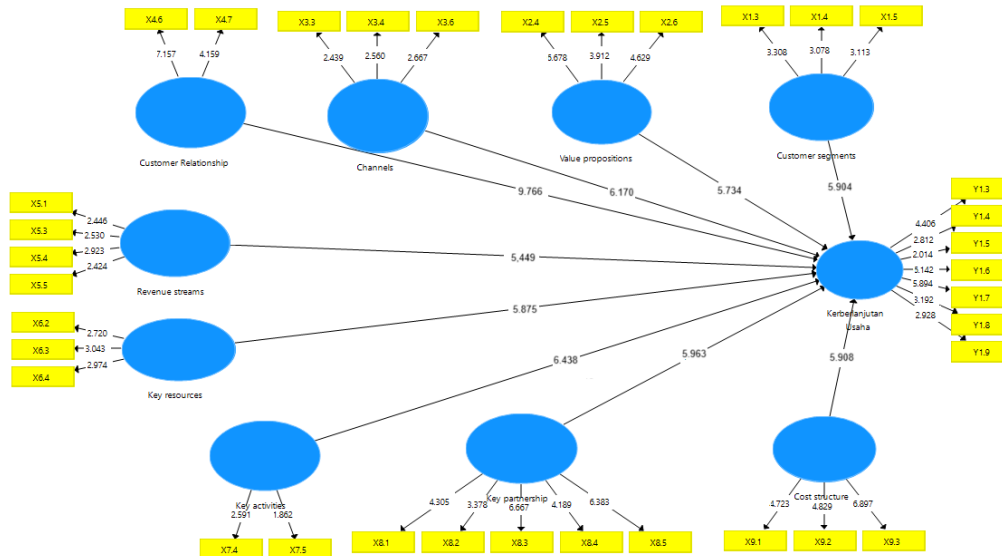 X4.6
X4.7
X3.3
X3.4
X3.6
X2.4
X2.5
X2.6
X1.3
X1.4
X1.5
7.157
4.159
2.439
2.560
2.667
5.678
3.912
4.629
3.308
3.078
3.113
Customer Relationship
Channels
Value propositions
Customer segments
9.766
6.170
5.734
5.904
X5.1
X5.3
X5.4
X5.5
2.446
2.530
2.923
2.424
Revenue streams
5.449
X6.2
X6.3
X6.4
2.720
3.043
2.974
Key resources
5.875
Kerberlanjutan
Usaha
4.406
2.812
2.014
5.142
5.894
3.192
2.928
Y1.3
Y1.4
Y1.5
Y1.6
Y1.7
Y1.8
Y1.9
6.438
5.963
5.908
Key activities
2.591
1.862
X7.4
X7.5
Key partnership
4.305
3.378
6.667
4.189
6.383
X8.1
X8.2
X8.3
X8.4
X8.5
Cost structure
4.723
4.829
6.897
X9.1
X9.2
X9.3